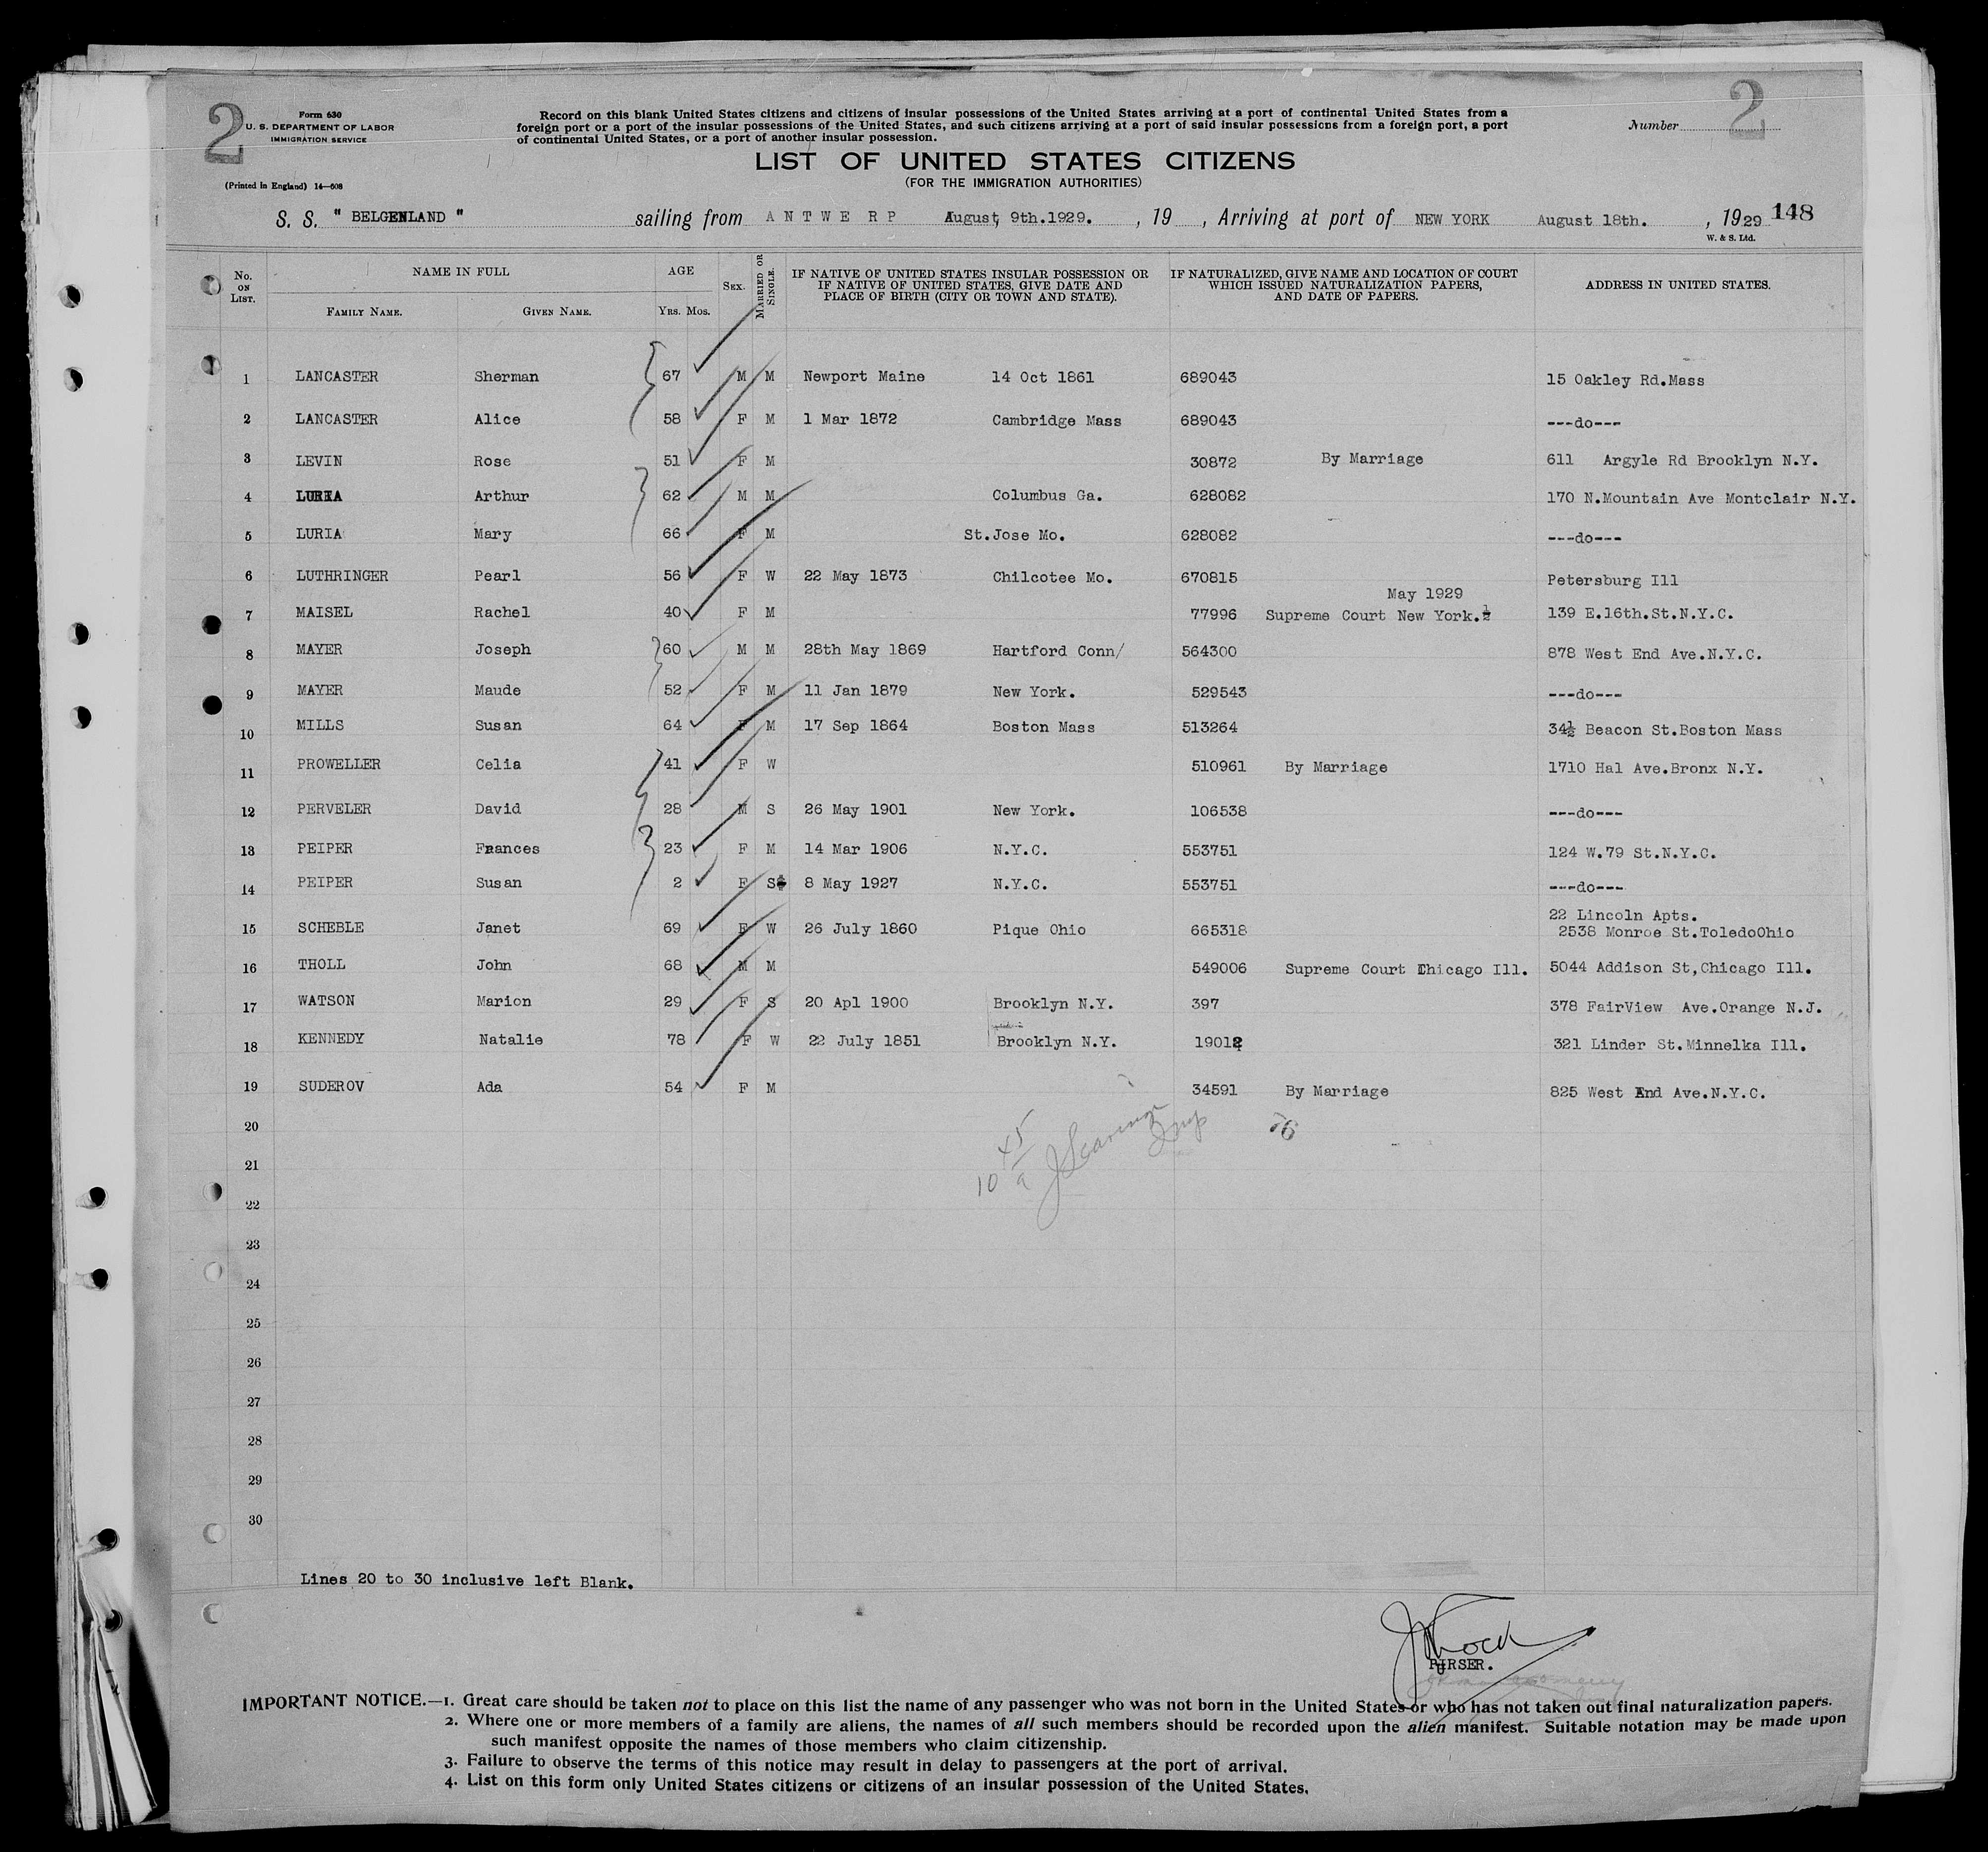 2
2
Form 630
U. S. DEPARTMENT OF LABOR
IMMIGRATION SERVICE
(Printed in England) 14—608
Record on this blank United States citizens and citizens of insular possessions of the United States arriving at a port of continental United States from a
foreign port or a port of the insular possessions of the United States, and such citizens arriving at a port of said insular possessions from a foreign port, a port
of continental United States, or a port of another insular possession.
Number
LIST OF UNITED STATES CITIZENS
(FOR THE IMMIGRATION AUTHORITIES)
S. S. " BELGENLAND " sailing from A N T W E R P August, 9th.1929. , 19 , Arriving at port of NEW YORK August 18th. , 1929 148
W. & S. Ltd.
No. ON LIST. NAME IN FULL FAMILY NAME. GIVEN NAME. AGE YRS. MOS. SEX. MARRIED OR SINGLE. IF NATIVE OF UNITED STATES INSULAR POSSESSION OR IF NATIVE OF UNITED STATES, GIVE DATE AND PLACE OF BIRTH (CITY OR TOWN AND STATE). IF NATURALIZED, GIVE NAME AND LOCATION OF COURT WHICH ISSUED NATURALIZATION PAPERS, AND DATE OF PAPERS. ADDRESS IN UNITED STATES.
1 LANCASTER Sherman 67 M M Newport Maine 14 Oct 1861 689043 15 Oakley Rd.Mass
2 LANCASTER Alice 58 F M 1 Mar 1872 Cambridge Mass 689043 ---do---
3 LEVIN Rose 51 F M 30872 By Marriage 611 Argyle Rd Brooklyn N.Y.
4 LURIA Arthur 62 M M Columbus Ga. 628082 170 N.Mountain Ave Montclair N.Y.
5 LURIA Mary 66 F M St.Jose Mo. 628082 ---do---
6 LUTHRINGER Pearl 56 F W 22 May 1873 Chilcotee Mo. 670815 Petersburg Ill
May 1929
7 MAISEL Rachel 40 F M 77996 Supreme Court New York. 139 E.16th.St.N.Y.C.
8 MAYER Joseph 60 M M 28th May 1869 Hartford Conn/ 564300 878 West End Ave.N.Y.C.
9 MAYER Maude 52 F M 11 Jan 1879 New York. 529543 ---do---
10 MILLS Susan 64 F M 17 Sep 1864 Boston Mass 513264 34½ Beacon St.Boston Mass
11 PROWELLER Celia 41 F W 510961 By Marriage 1710 Hal Ave.Bronx N.Y.
12 PERVELER David 28 M S 26 May 1901 New York. 106538 ---do---
13 PEIPER Frances 23 F M 14 Mar 1906 N.Y.C. 553751 124 W.79 St.N.Y.C.
14 PEIPER Susan 2 F S 8 May 1927 N.Y.C. 553751 ---do---
22 Lincoln Apts.
15 SCHEBLE Janet 69 F W 26 July 1860 Pique Ohio 665318 2538 Monroe St.ToledoOhio
16 THOLL John 68 M M 549006 Supreme Court Chicago Ill. 5044 Addison St,Chicago Ill.
17 WATSON Marion 29 F S 20 Apl 1900 Brooklyn N.Y. 397 378 FairView Ave.Orange N.J.
18 KENNEDY Natalie 78 F W 22 July 1851 Brooklyn N.Y. 19012 321 Linder St.Minnelka Ill.
19 SUDEROV Ada 54 F M 34591 By Marriage 825 West End Ave.N.Y.C.
20
10 45/a
21
22
23
24
25
26
27
28
29
30
Lines 20 to 30 inclusive left Blank.
PURSER.
IMPORTANT NOTICE.—1. Great care should be taken not to place on this list the name of any passenger who was not born in the United States or who has not taken out final naturalization papers.
2. Where one or more members of a family are aliens, the names of all such members should be recorded upon the alien manifest. Suitable notation may be made upon
such manifest opposite the names of those members who claim citizenship.
3. Failure to observe the terms of this notice may result in delay to passengers at the port of arrival.
4. List on this form only United States citizens or citizens of an insular possession of the United States.